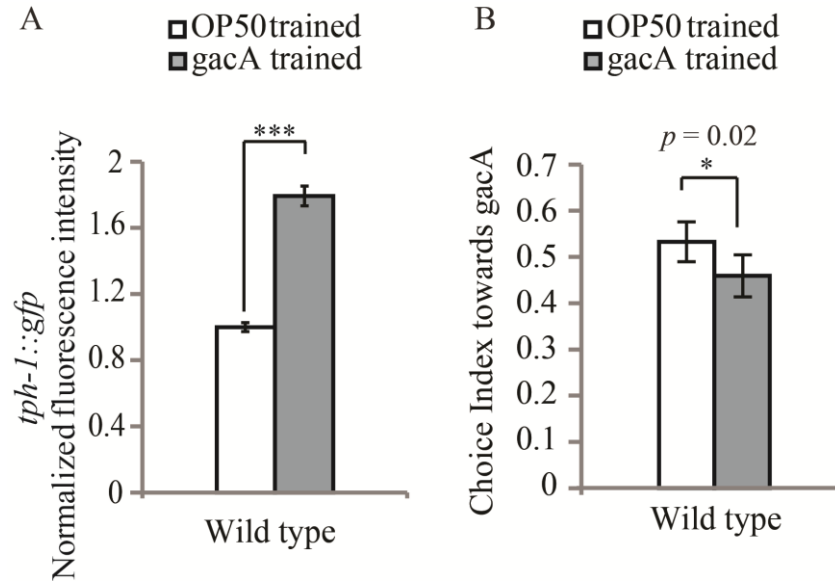 A
OP50 trained
gacA trained
***
tph-1::gfp
Normalized fluorescence intensity
2
1.6
1.2
0.8
0.4
0
Wild type
B
OP50 trained
gacA trained
p = 0.02
*
Choice Index towards gacA
0.7
0.6
0.5
0.4
0.3
0.2
0.1
0
Wild type